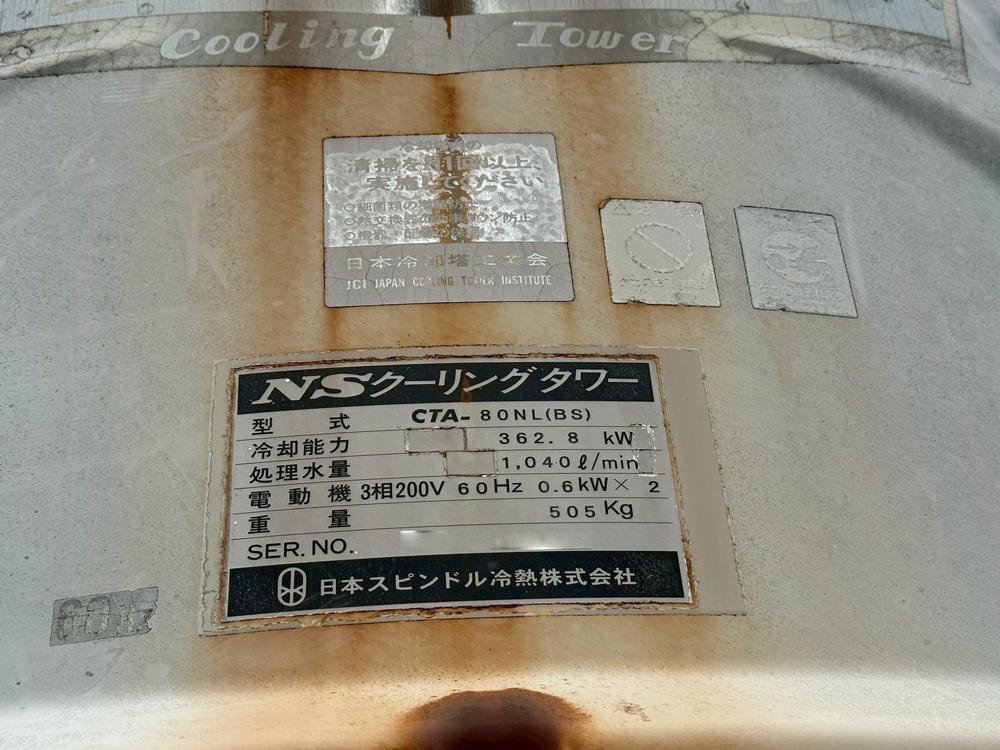 Cooling Tower
清掃を月1回以上、
実施してください
日本冷却塔工業会
JCI JAPAN COOLING TOWER INSTITUTE
NSクーリングタワー
型式 CTA-80NL(BS)
冷却能力 362.8 kW
処理水量 1,040ℓ/min
電動機 3相200V 60Hz 0.6kW× 2
重量 505Kg
SER.NO.
日本スピンドル冷熱株式会社
60Hz